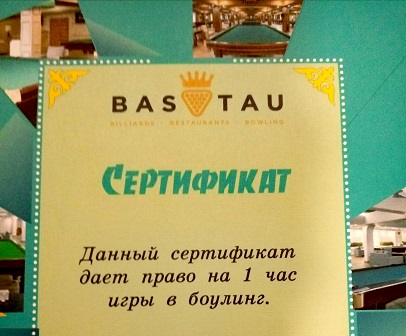 BAS TAU
BILLIARDS · RESTAURANTS · BOWLING
СЕРТИФИКАТ
Данный сертификат
дает право на 1 час
игры в боулинг.